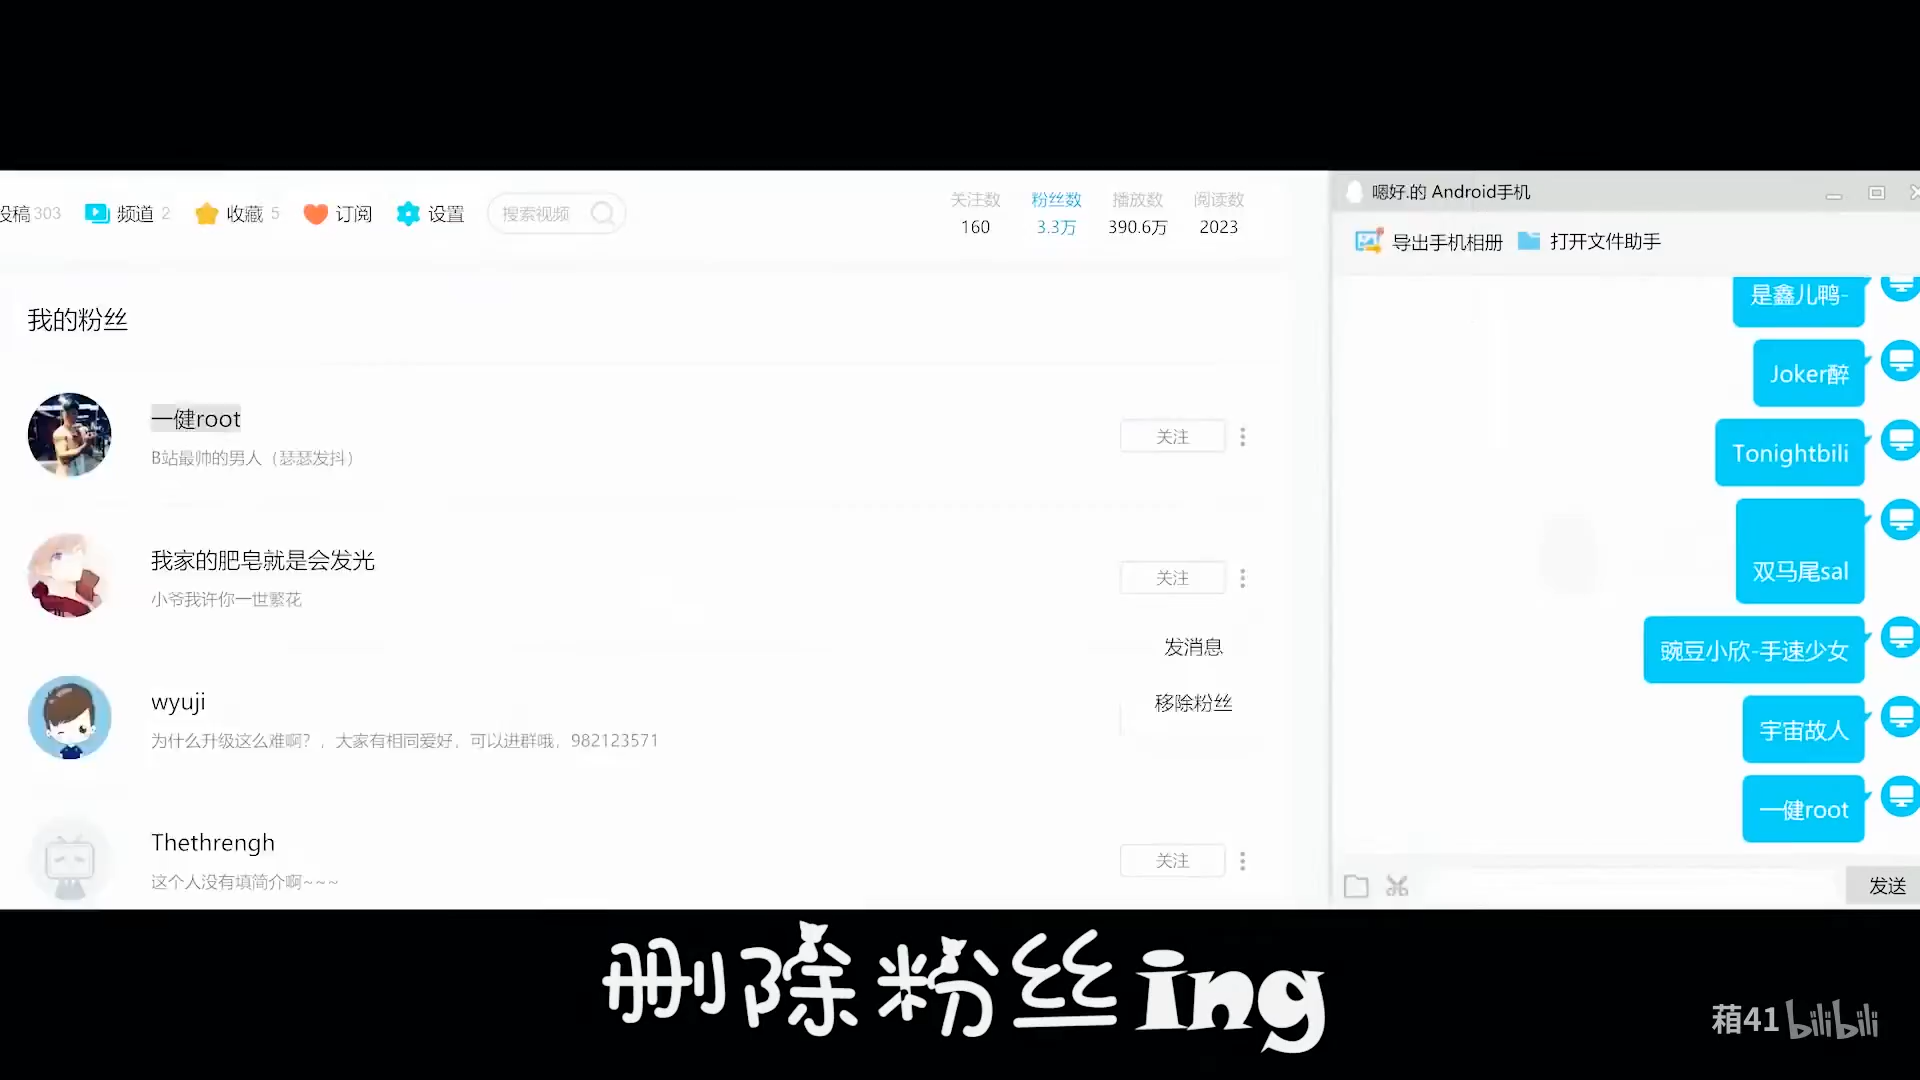 投稿 303 频道 2 收藏 5 订阅 设置 搜索视频
关注数 粉丝数 播放数 阅读数
160 3.3万 390.6万 2023
我的粉丝
一健root
B站最帅的男人（瑟瑟发抖）
关注
我家的肥皂就是会发光
小爷我许你一世繁花
关注
发消息
移除粉丝
wyuji
为什么升级这么难啊？，大家有相同爱好，可以进群哦，982123571
Thethrengh
这个人没有填简介啊~~~
关注
嗯好.的 Android手机
导出手机相册 打开文件助手
是鑫儿鸭-
Joker醉
Tonightbili
双马尾sal
豌豆小欣-手速少女
宇宙故人
一健root
发送
删除粉丝ing
藉41 bilibili